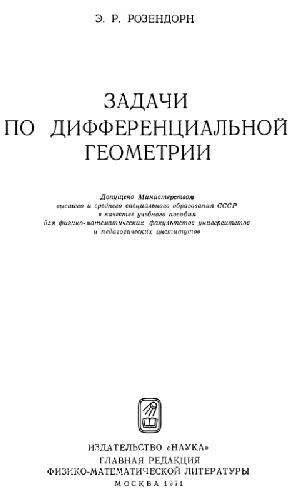 Э. Р. РОЗЕНДОРН
ЗАДАЧИ
ПО ДИФФЕРЕНЦИАЛЬНОЙ
ГЕОМЕТРИИ
Допущено Министерством
высшего и среднего специального образования СССР
в качестве учебного пособия
для физико-математических факультетов университетов
и педагогических институтов
ИЗДАТЕЛЬСТВО «НАУКА»
ГЛАВНАЯ РЕДАКЦИЯ
ФИЗИКО-МАТЕМАТИЧЕСКОЙ ЛИТЕРАТУРЫ
МОСКВА 1971